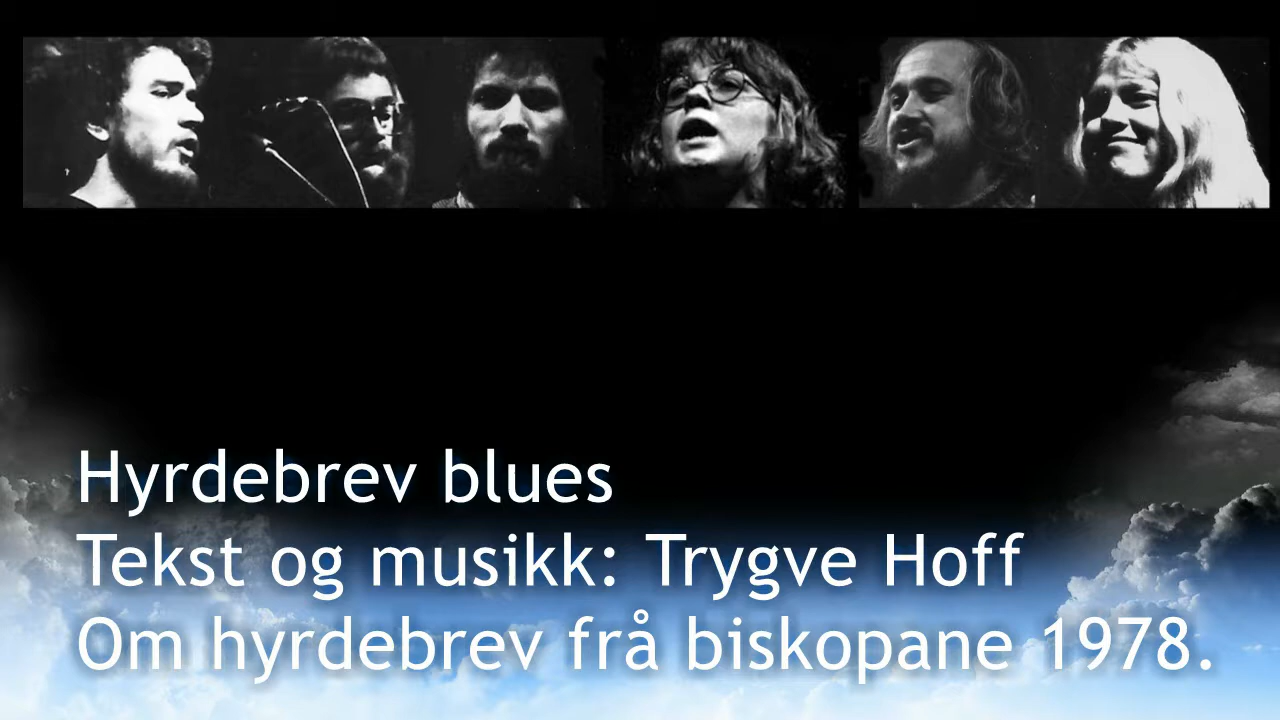 Hyrdebrev blues
Tekst og musikk: Trygve Hoff
Om hyrdebrev frå biskopane 1978.